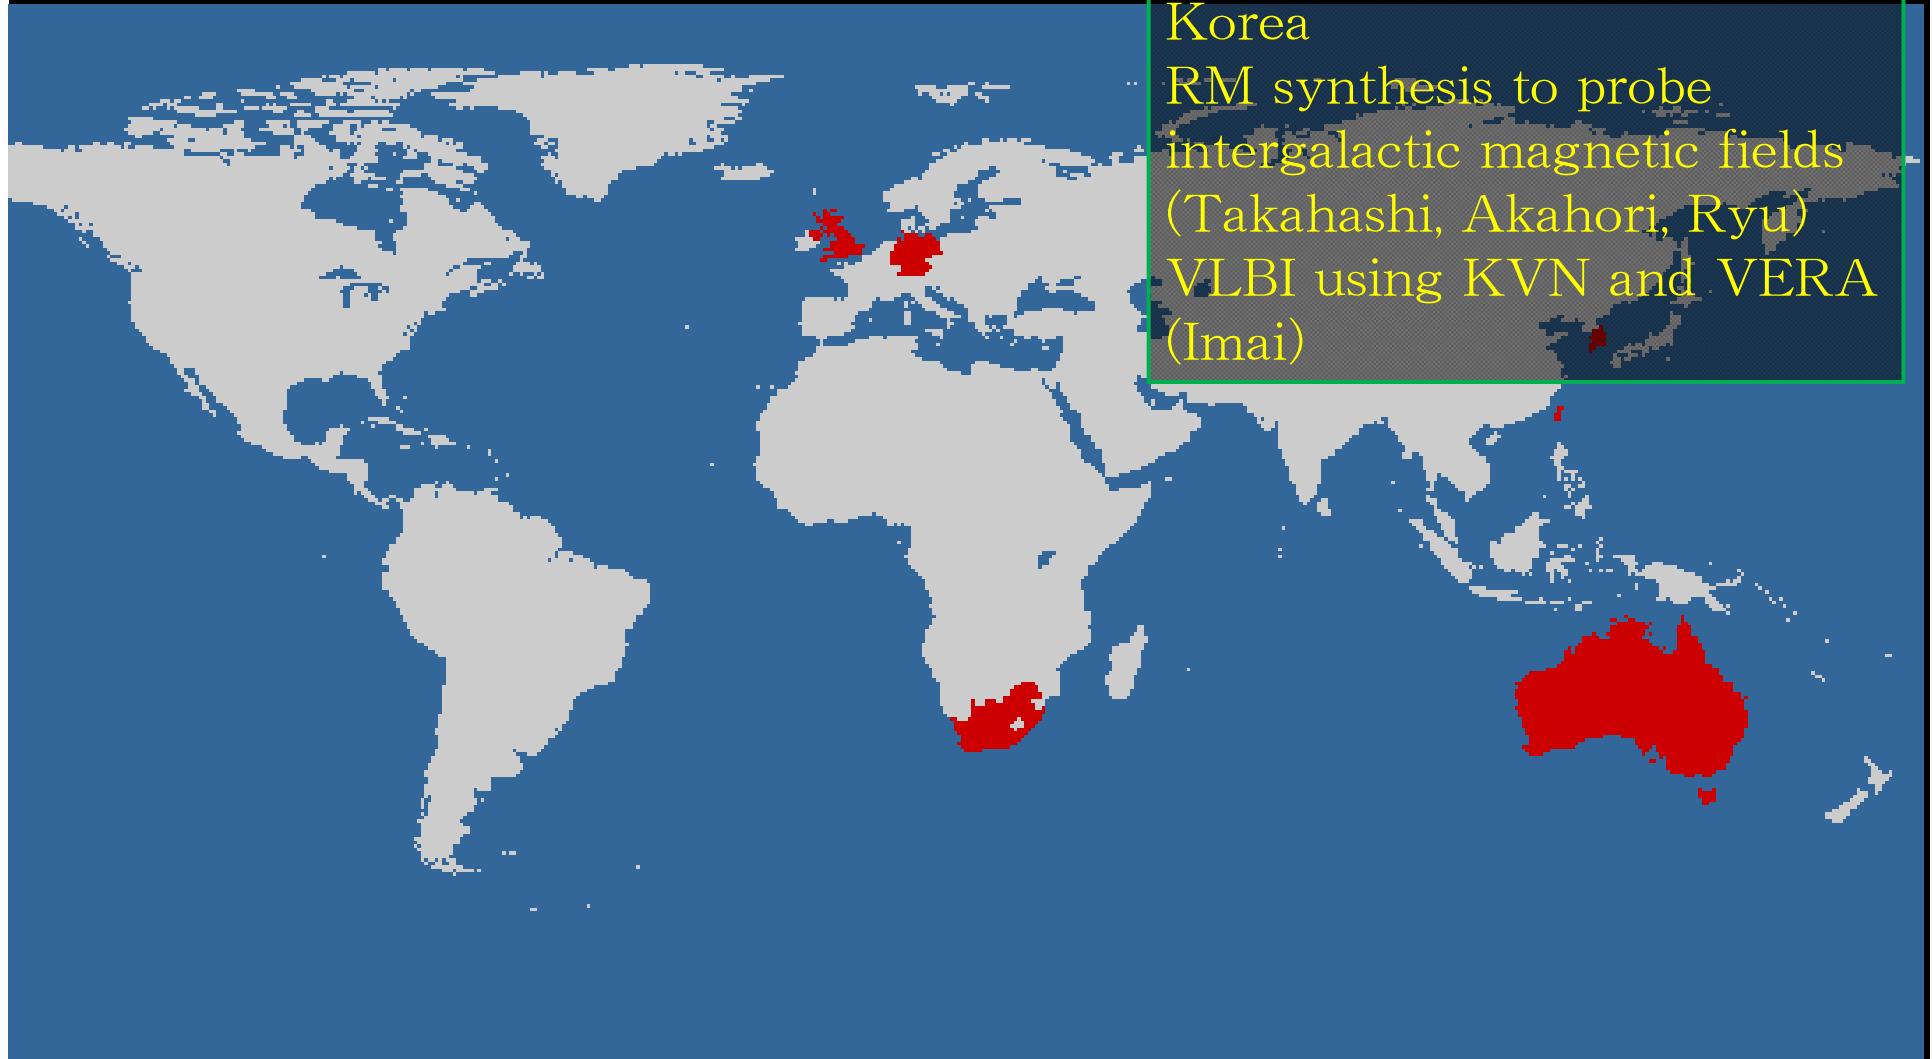 Korea
RM synthesis to probe
intergalactic magnetic fields
(Takahashi, Akahori, Ryu)
VLBI using KVN and VERA
(Imai)